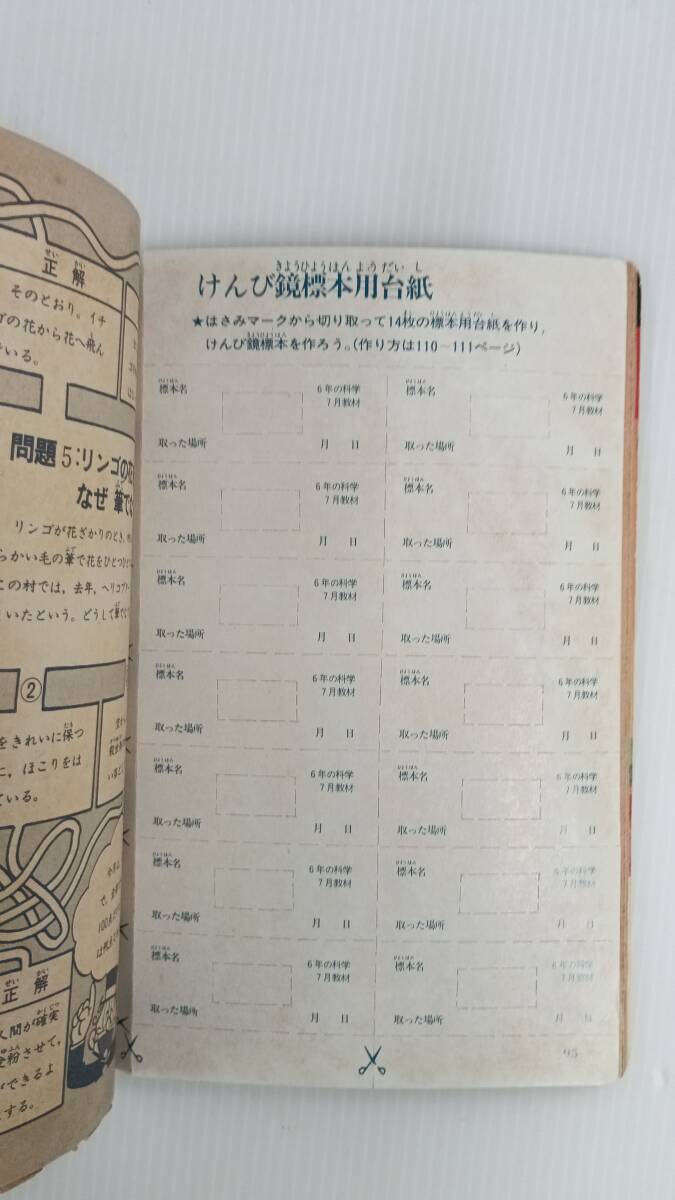 正解
そのとおり。イチ
の花から花へ飛ん
でいる。
問題5:リンゴの花
なぜ筆で
リンゴが花ざかりのとき,
らかい毛の筆で花をひとつひと
この村では,去年,ヘリコプター
いたという。どうして筆で
②
をきれいに保つ
に,ほこりをは
ている。
正解
人間が確実
粉させて,
ができるよ
する。
きょうひょうほんようだいし
けんび鏡標本用台紙
★はさみマークから切り取って14枚の標本用台紙を作り,
けんび鏡標本を作ろう。(作り方は110〜111ページ)
標本名 6年の科学 7月教材
取った場所 月 日
標本名 6年の科学 7月教材
取った場所 月 日
標本名 6年の科学 7月教材
取った場所 月 日
標本名 6年の科学 7月教材
取った場所 月 日
標本名 6年の科学 7月教材
取った場所 月 日
標本名 6年の科学 7月教材
取った場所 月 日
標本名 6年の科学 7月教材
取った場所 月 日
標本名 6年の科学 7月教材
取った場所 月 日
標本名 6年の科学 7月教材
取った場所 月 日
標本名 6年の科学 7月教材
取った場所 月 日
標本名 6年の科学 7月教材
取った場所 月 日
標本名 6年の科学 7月教材
取った場所 月 日
標本名 6年の科学 7月教材
取った場所 月 日
標本名 6年の科学 7月教材
取った場所 月 日
95